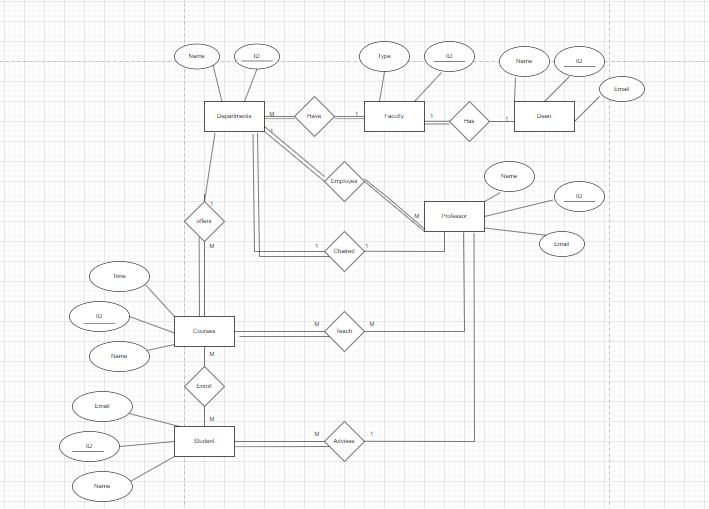 Name
ID
Type
ID
Name
ID
Email
Departments
M
Have
1
Faculty
1
Has
1
Dean
1
Employes
M
Name
ID
Email
Professor
1
offers
M
1
Chaired
1
Time
ID
Name
Courses
M
Teach
M
M
Enroll
M
Email
ID
Name
Student
M
Advises
1